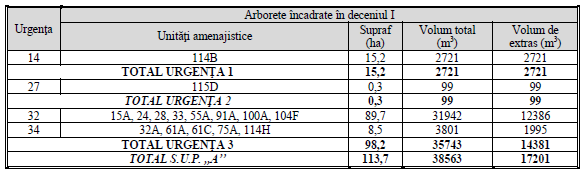 Urgența Arborete încadrate în deceniul I
Unități amenajistice Supraf (ha) Volum total (m³) Volum de extras (m³)
14 114B 15,2 2721 2721
TOTAL URGENȚA 1 15,2 2721 2721
27 115D 0,3 99 99
TOTAL URGENȚA 2 0,3 99 99
32 15A, 24, 28, 33, 55A, 91A, 100A, 104F 89,7 31942 12386
34 32A, 61A, 61C, 75A, 114H 8,5 3801 1995
TOTAL URGENȚA 3 98,2 35743 14381
TOTAL S.U.P. „A” 113,7 38563 17201